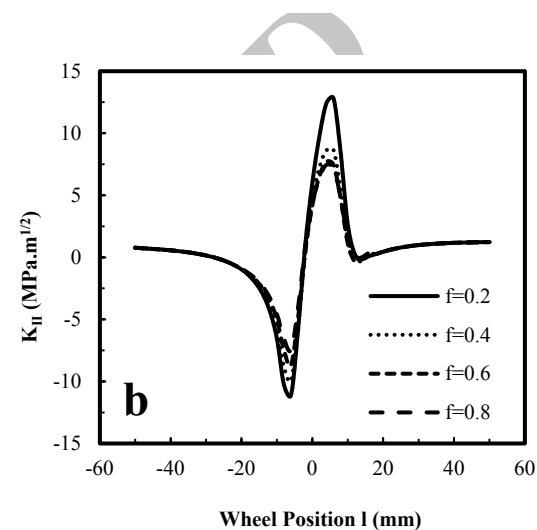 15
10
5
0
-5
-10
-15
K_II (MPa.m^1/2)
f=0.2
f=0.4
f=0.6
f=0.8
b
-60 -40 -20 0 20 40 60
Wheel Position l (mm)